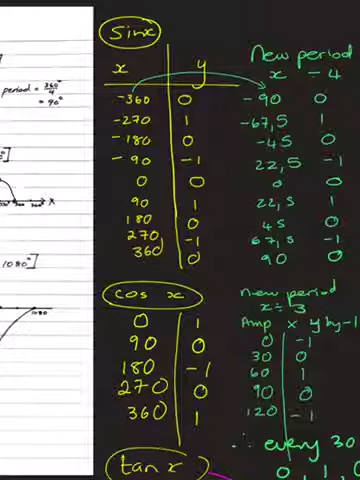 sinx
x y New period
x ÷ 4
-360 0 -90 0
-270 1 -67,5 1
-180 0 -45 0
-90 -1 22,5 -1
0 0 0 0
90 1 22,5 1
180 0 45 0
270 -1 67,5 -1
360 0 90 0
period = 360°/4
= 90°
x
1080°]
1080
cos x
new period
x ÷ 3
Amp x y by -1
0 1 0 -1
90 0 30 0
180 -1 60 1
270 0 90 0
360 1 120 -1
∴ every 30
0, 1, 0
tan x